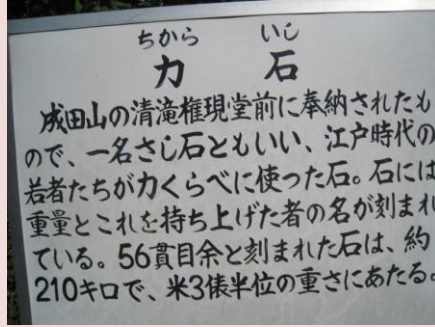 ちから いし
力 石
成田山の清滝権現堂前に奉納されたも
ので、一名さし石ともいい、江戸時代の
若者たちが力くらべに使った石。石には
重量とこれを持ち上げた者の名が刻まれ
ている。56貫目余と刻まれた石は、約
210キロで、米3俵半位の重さにあたる。